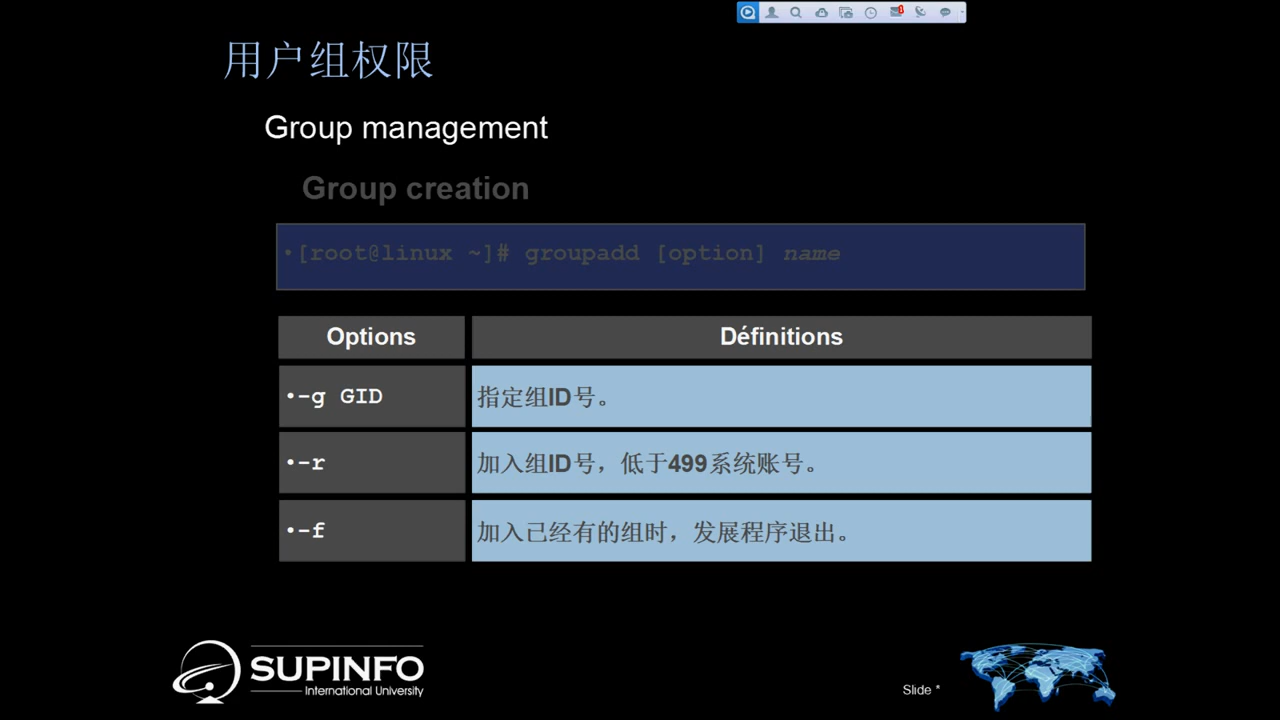 1
用户组权限
Group management
Group creation
•[root@linux ~]# groupadd [option] name
Options Définitions
•-g GID 指定组ID号。
•-r 加入组ID号，低于499系统账号。
•-f 加入已经有的组时，发展程序退出。
SUPINFO
International University
Slide *